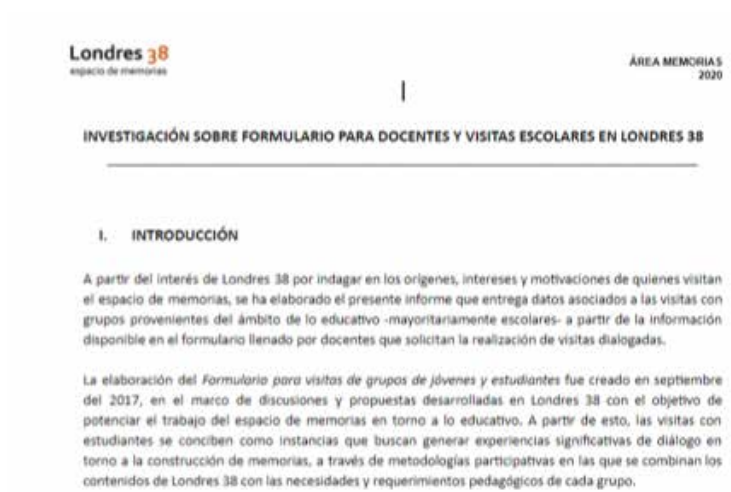 Londres 38
espacio de memorias
ÁREA MEMORIAS
2020
INVESTIGACIÓN SOBRE FORMULARIO PARA DOCENTES Y VISITAS ESCOLARES EN LONDRES 38
I. INTRODUCCIÓN
A partir del interés de Londres 38 por indagar en los orígenes, intereses y motivaciones de quienes visitan
el espacio de memorias, se ha elaborado el presente informe que entrega datos asociados a las visitas con
grupos provenientes del ámbito de lo educativo -mayoritariamente escolares- a partir de la información
disponible en el formulario llenado por docentes que solicitan la realización de visitas dialogadas.
La elaboración del Formulario para visitas de grupos de jóvenes y estudiantes fue creado en septiembre
del 2017, en el marco de discusiones y propuestas desarrolladas en Londres 38 con el objetivo de
potenciar el trabajo del espacio de memorias en torno a lo educativo. A partir de esto, las visitas con
estudiantes se conciben como instancias que buscan generar experiencias significativas de diálogo en
torno a la construcción de memorias, a través de metodologías participativas en las que se combinan los
contenidos de Londres 38 con las necesidades y requerimientos pedagógicos de cada grupo.